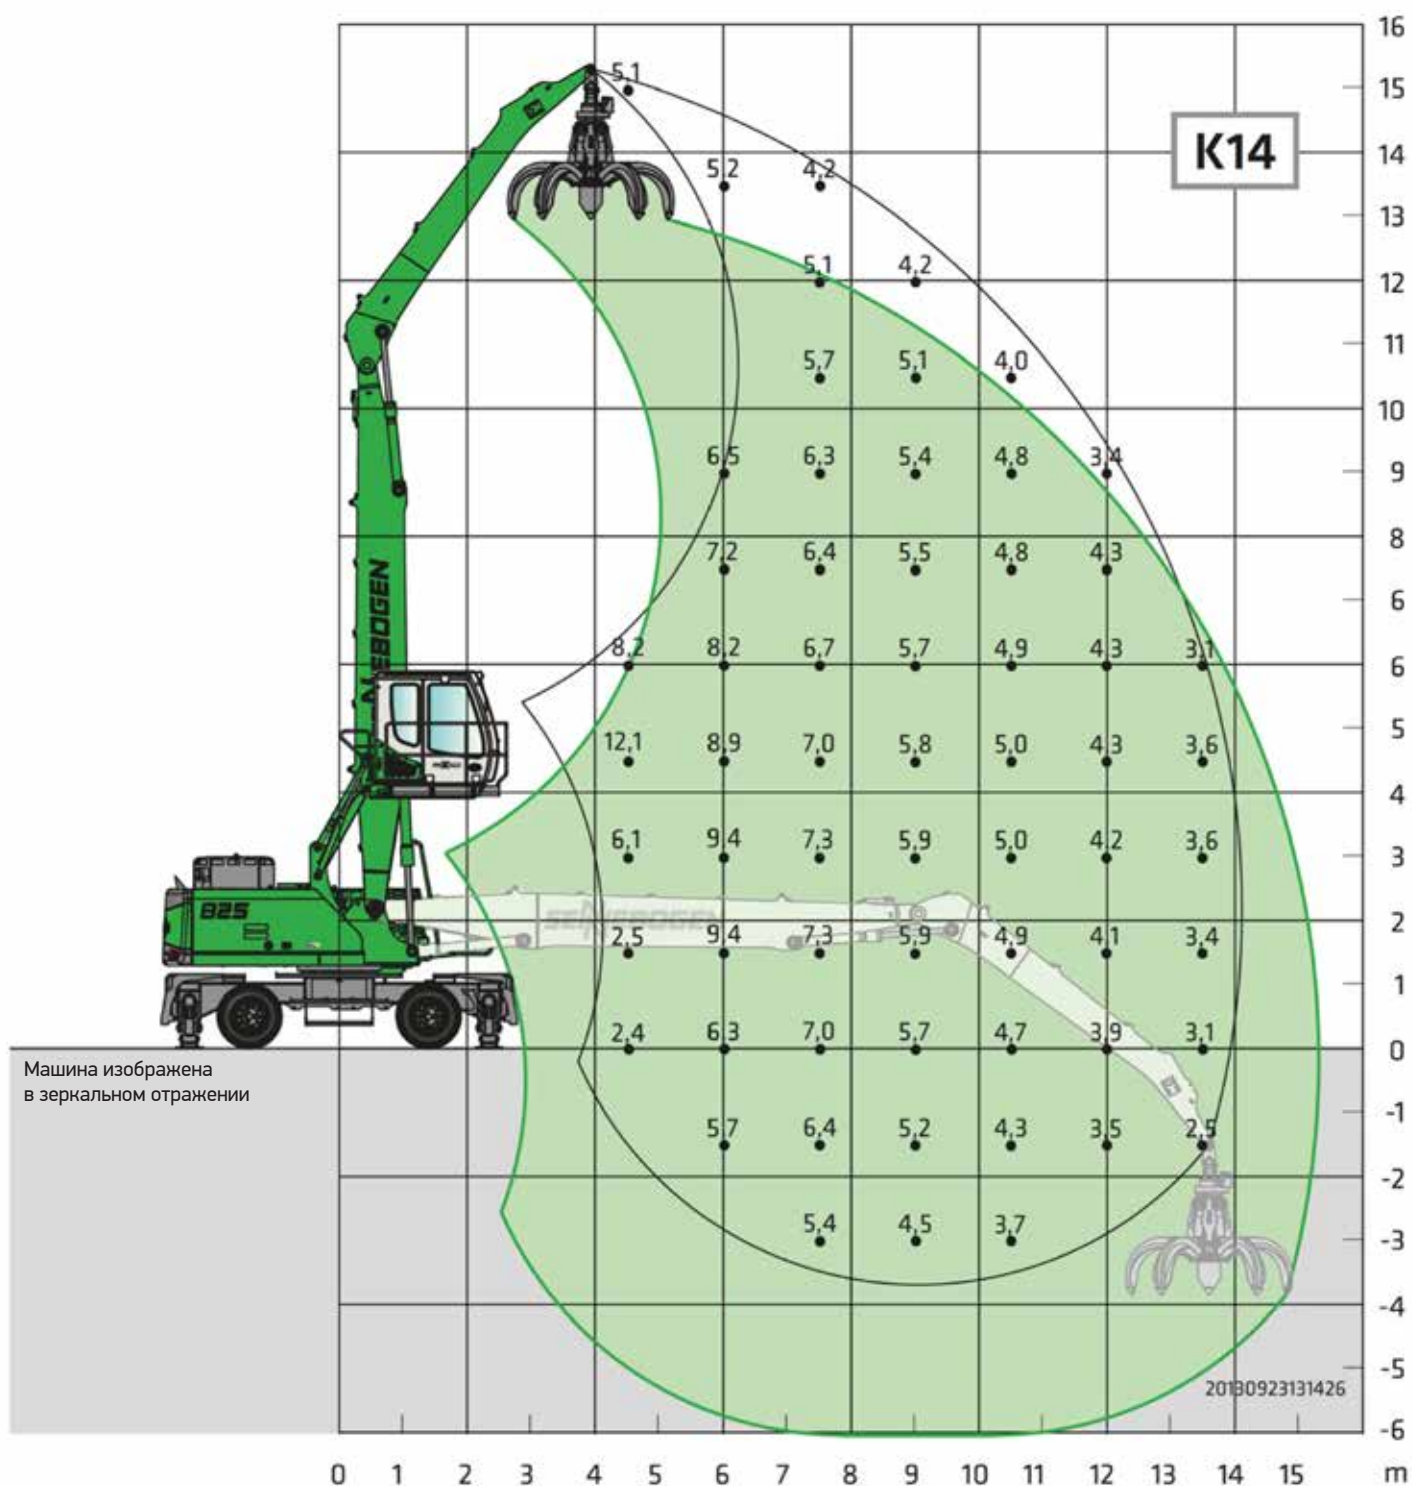 16
5,1
15
K14
14
5,2 4,2
13
5,1 4,2
12
11
5,7 5,1 4,0
10
6,5 6,3 5,4 4,8 3,4
9
8
7,2 6,4 5,5 4,8 4,3
6
8,2 8,2 6,7 5,7 4,9 4,3 3,1
6
5
12,1 8,9 7,0 5,8 5,0 4,3 3,6
4
6,1 9,4 7,3 5,9 5,0 4,2 3,6
3
825
SENNEBOGEN
2
2,5 9,4 7,3 5,9 4,9 4,1 3,4
1
2,4 6,3 7,0 5,7 4,7 3,9 3,1
0
Машина изображена
в зеркальном отражении
-1
5,7 6,4 5,2 4,3 3,5 2,5
-2
5,4 4,5 3,7
-3
-4
-5
20130923131426
-6
0 1 2 3 4 5 6 7 8 9 10 11 12 13 14 15 m